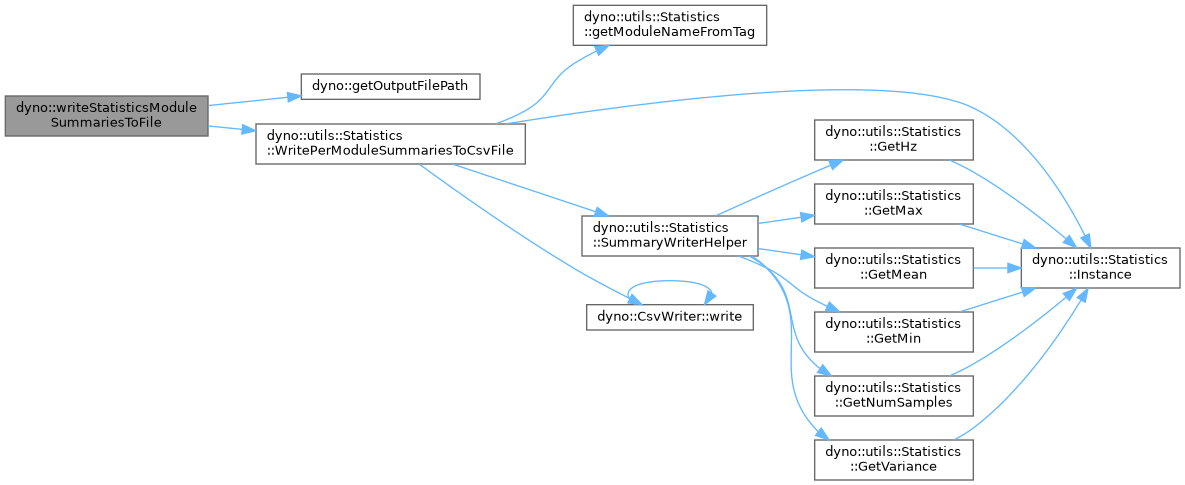 dyno::utils::Statistics
::getModuleNameFromTag
dyno::getOutputFilePath
dyno::writeStatisticsModule
SummariesToFile
dyno::utils::Statistics
::WritePerModuleSummariesToCsvFile
dyno::utils::Statistics
::GetHz
dyno::utils::Statistics
::GetMax
dyno::utils::Statistics
::SummaryWriterHelper
dyno::utils::Statistics
::GetMean
dyno::utils::Statistics
::Instance
dyno::CsvWriter::write
dyno::utils::Statistics
::GetMin
dyno::utils::Statistics
::GetNumSamples
dyno::utils::Statistics
::GetVariance